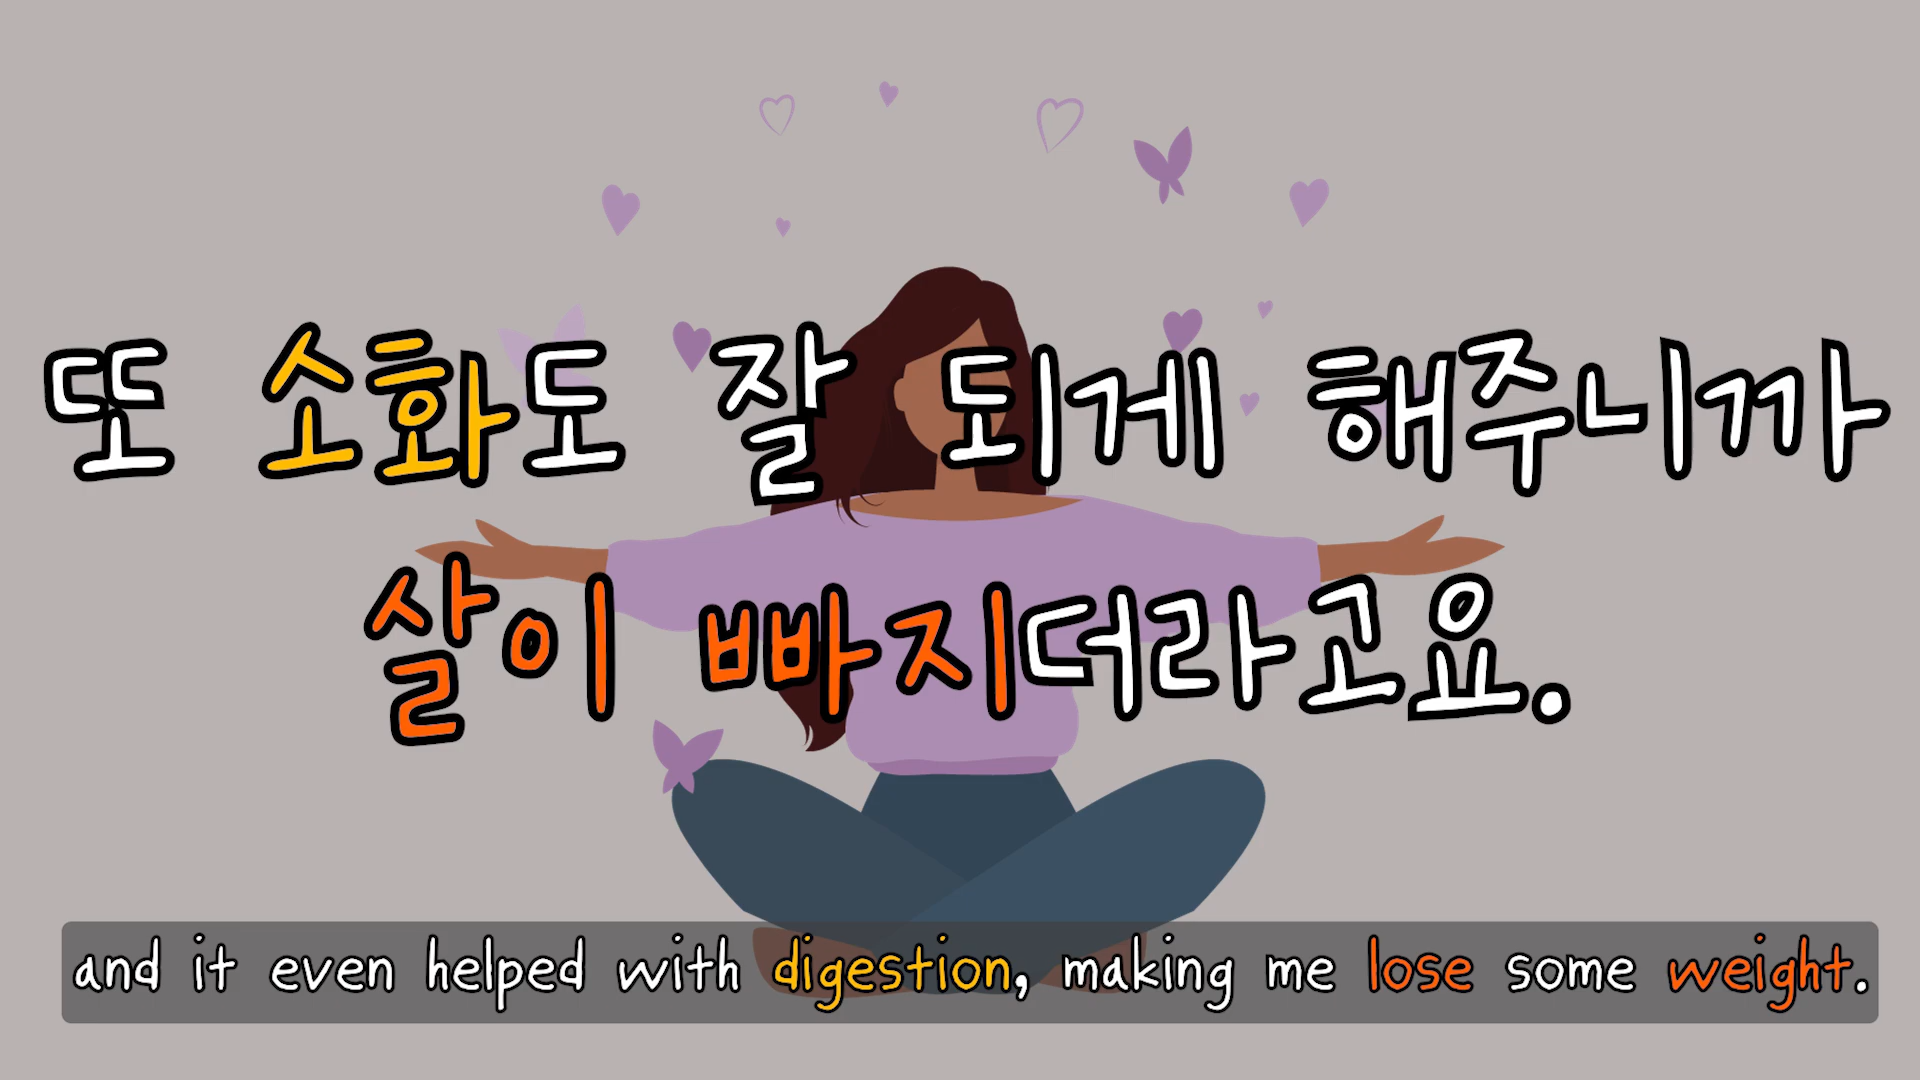 또 소화도 잘 되게 해주니까
살이 빠지더라고요.
and it even helped with digestion, making me lose some weight.